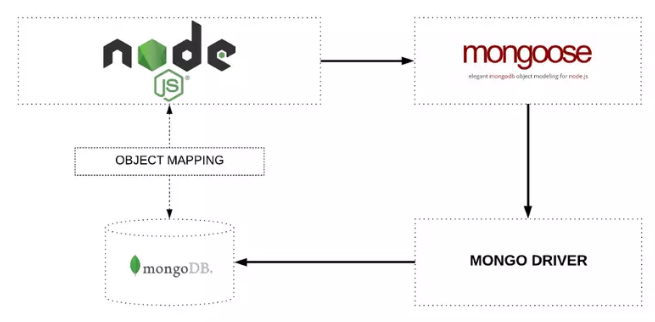 node
JS
mongoose
elegant mongodb object modeling for node.js
OBJECT MAPPING
mongoDB.
MONGO DRIVER